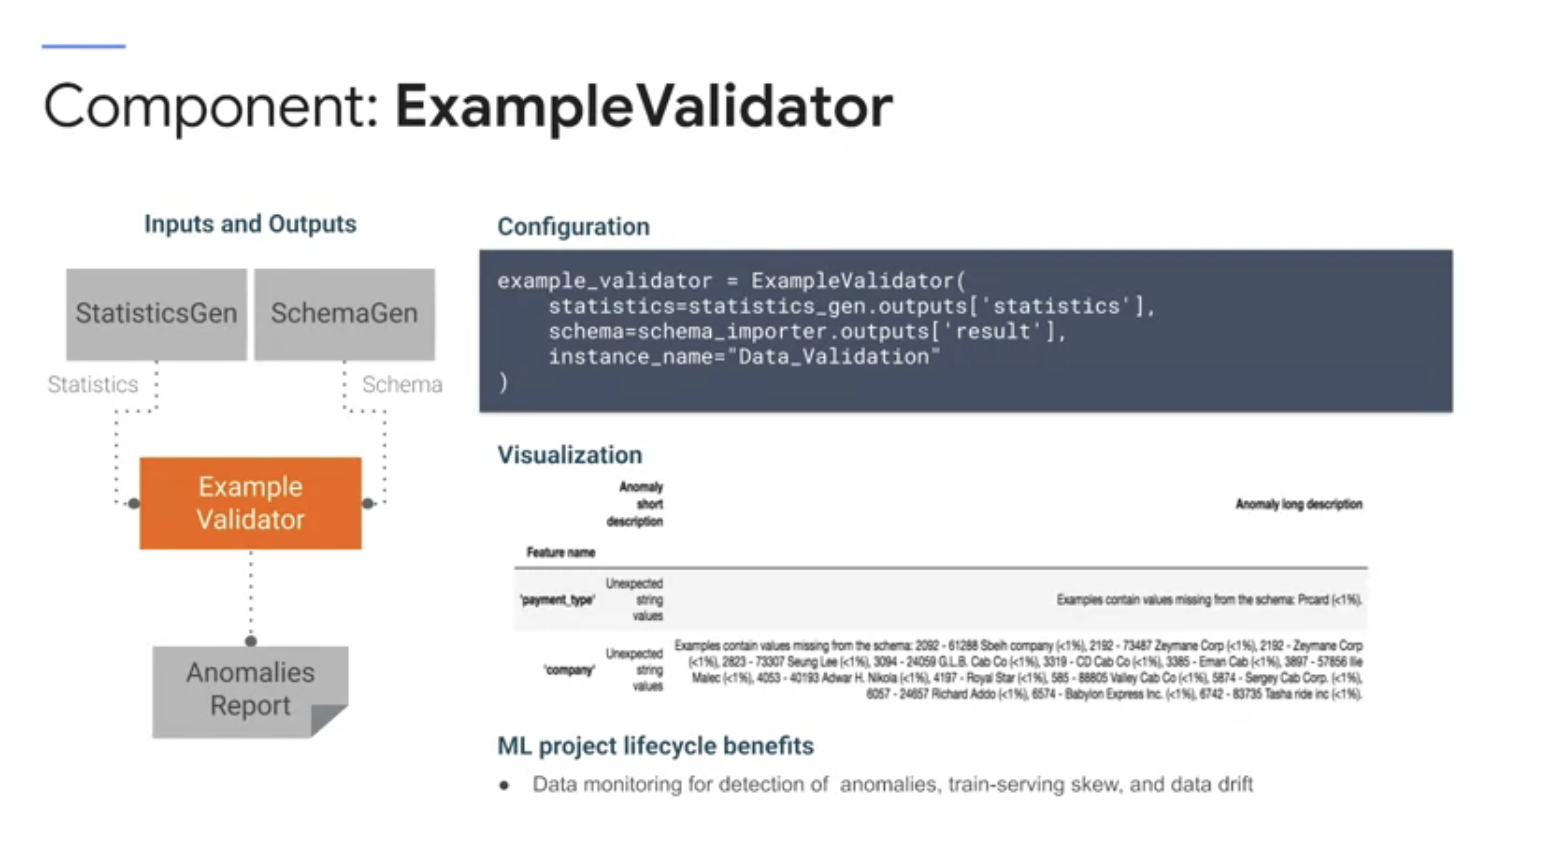 Component: ExampleValidator
Inputs and Outputs
StatisticsGen
SchemaGen
Statistics
Schema
Example
Validator
Anomalies
Report
Configuration
example_validator = ExampleValidator(
    statistics=statistics_gen.outputs['statistics'],
    schema=schema_importer.outputs['result'],
    instance_name="Data_Validation"
)
Visualization
Anomaly
short
description
Anomaly long description
Feature name
'payment_type'
Unexpected
string
values
Examples contain values missing from the schema: Prcard (<1%).
'company'
Unexpected
string
values
Examples contain values missing from the schema: 2092 - 61288 Sbeih company (<1%), 2192 - 73487 Zeymane Corp (<1%), 2192 - Zeymane Corp
(<1%), 2823 - 73307 Seung Lee (<1%), 3094 - 24059 G.L.B. Cab Co (<1%), 3319 - CD Cab Co (<1%), 3385 - Eman Cab (<1%), 3897 - 57856 Ilie
Malec (<1%), 4053 - 40193 Adwar H. Nikola (<1%), 4197 - Royal Star (<1%), 585 - 88805 Valley Cab Co (<1%), 5874 - Sergey Cab Corp. (<1%),
6057 - 24657 Richard Addo (<1%), 6574 - Babylon Express Inc. (<1%), 6742 - 83735 Tasha ride inc (<1%).
ML project lifecycle benefits
● Data monitoring for detection of anomalies, train-serving skew, and data drift